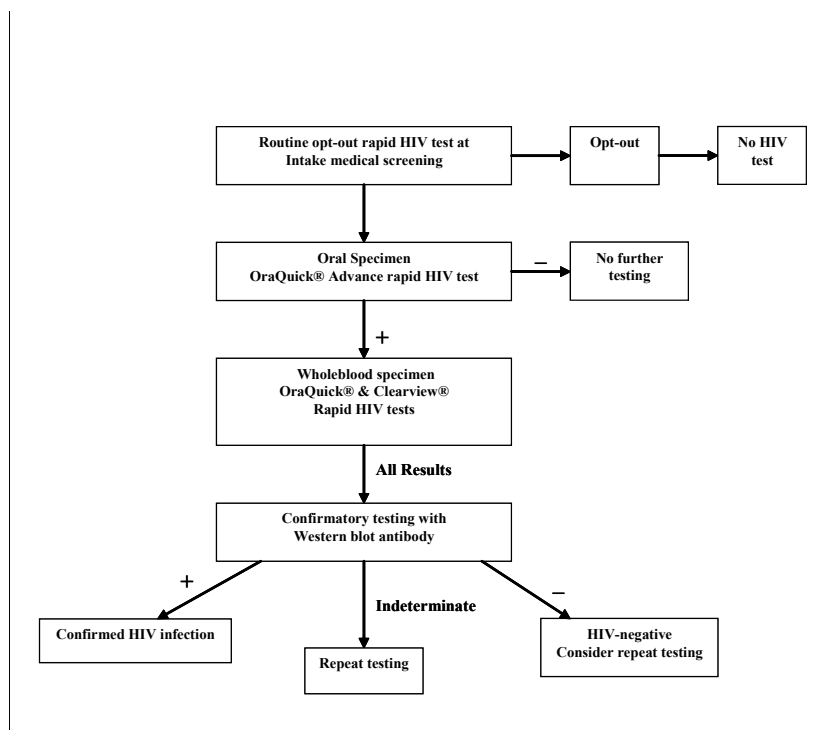 Routine opt-out rapid HIV test at
Intake medical screening
Opt-out
No HIV
test
Oral Specimen
OraQuick® Advance rapid HIV test
–
No further
testing
+
Wholeblood specimen
OraQuick® & Clearview®
Rapid HIV tests
All Results
Confirmatory testing with
Western blot antibody
+
Indeterminate
–
Confirmed HIV infection
Repeat testing
HIV-negative
Consider repeat testing